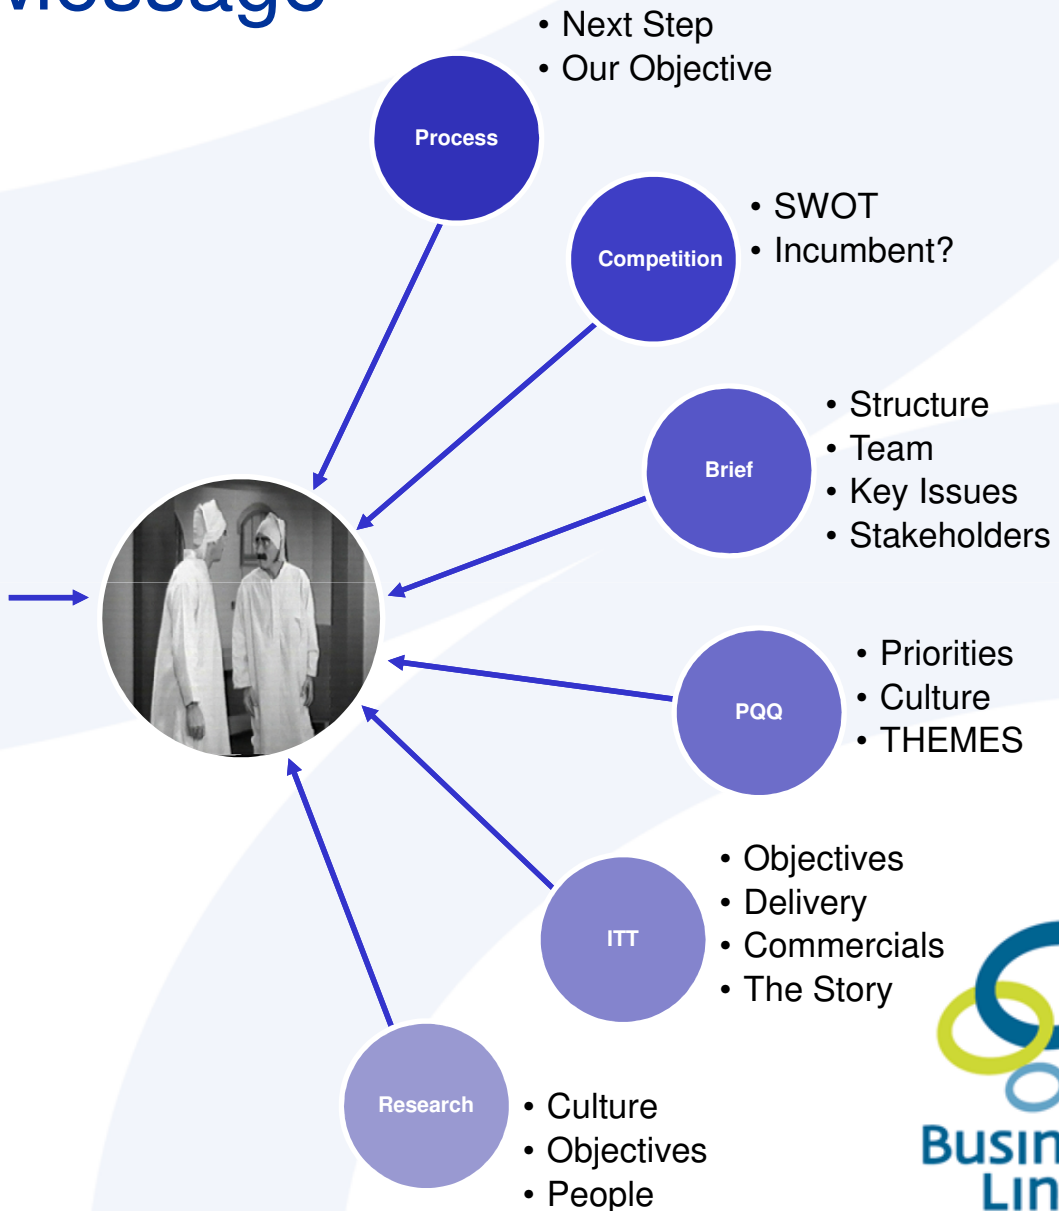 Message
• Next Step
• Our Objective
Process
Competition
• SWOT
• Incumbent?
Brief
• Structure
• Team
• Key Issues
• Stakeholders
PQQ
• Priorities
• Culture
• THEMES
ITT
• Objectives
• Delivery
• Commercials
• The Story
Research
• Culture
• Objectives
• People